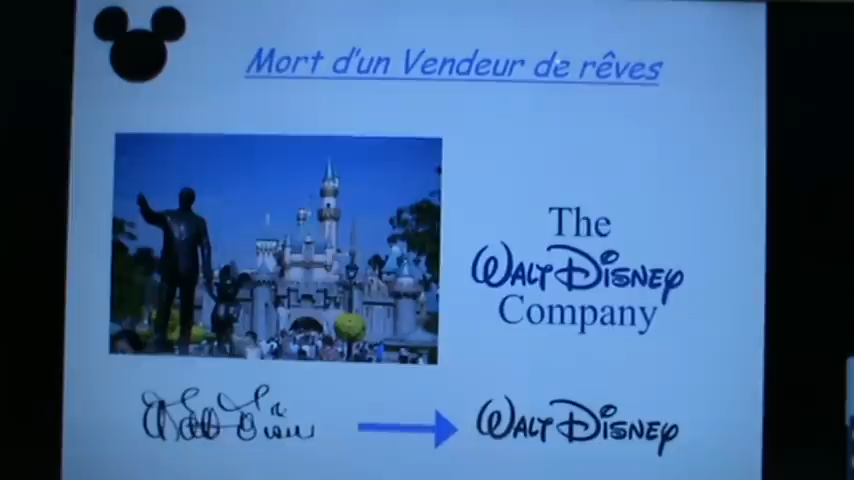 Mort d'un Vendeur de rêves
The
WALT DISNEY
Company
WALT DISNEY